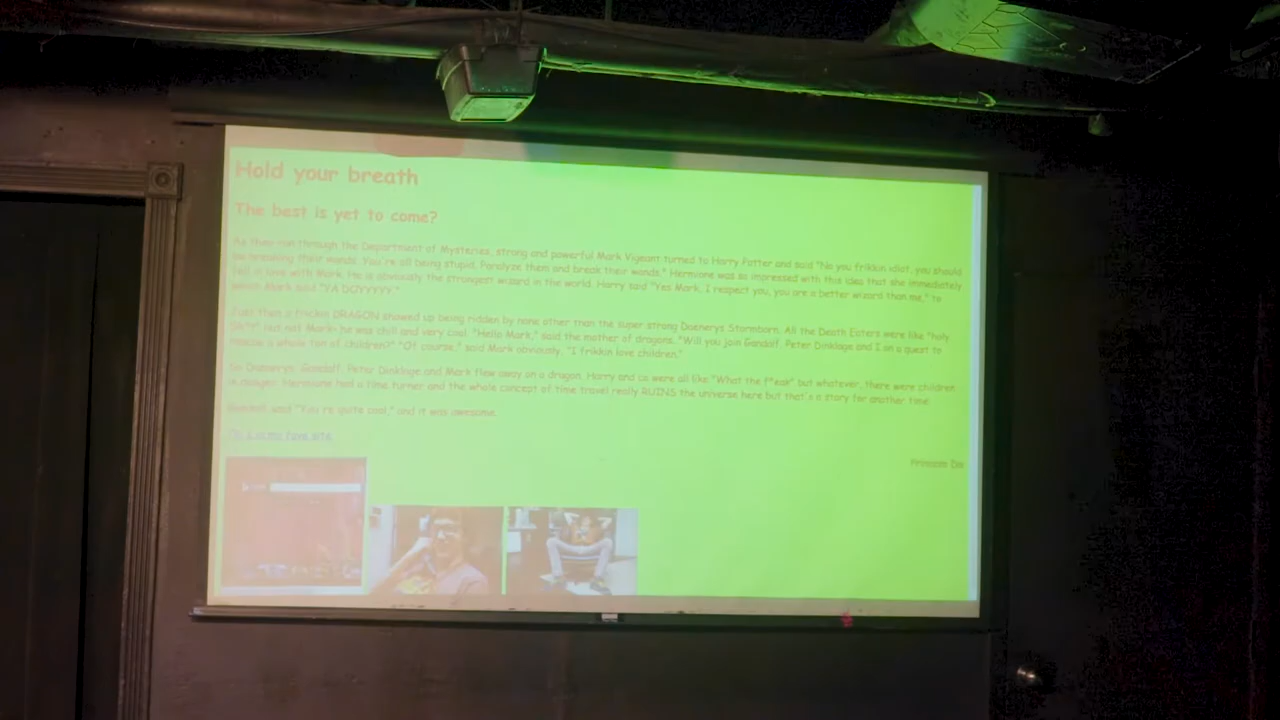 Hold your breath
The best is yet to come?
As they run through the Department of Mysteries, strong and powerful Mark Vigeant turned to Harry Potter and said "No you frikkin idiot, you should
be breaking their wands. You're all being stupid. Paralyze them and break their wands." Hermione was so impressed with this idea that she immediately
fell in love with Mark. He is obviously the strongest wizard in the world. Harry said "Yes Mark, I respect you, you are a better wizard than me," to
which Mark said "YA BOYYYYY."
Just then a frickin DRAGON showed up being ridden by none other than the super strong Daenerys Stormborn. All the Death Eaters were like "holy
Sh*t" but not Mark- he was chill and very cool. "Hello Mark," said the mother of dragons. "Will you join Gandolf, Peter Dinklage and I on a quest to
rescue a whole ton of children?" "Of course," said Mark obviously. "I frikkin love children."
So Daenerys, Gandolf, Peter Dinklage and Mark flew away on a dragon. Harry and co were all like "What the f*eak" but whatever, there were children
in danger. Hermione had a time turner and the whole concept of time travel really RUINS the universe here but that's a story for another time.
said "You're quite cool," and it was awesome.
fave site